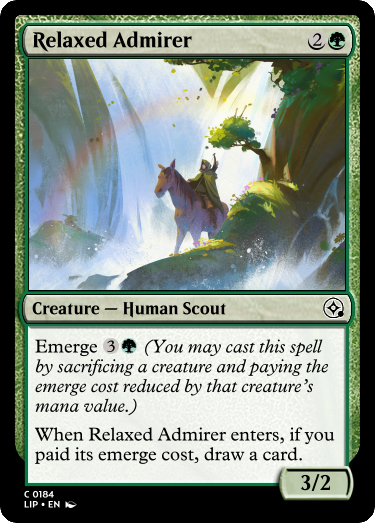 Relaxed Admirer 2
Creature — Human Scout
Emerge 3 (You may cast this spell
by sacrificing a creature and paying the
emerge cost reduced by that creature's
mana value.)
When Relaxed Admirer enters, if you
paid its emerge cost, draw a card.
3/2
C 0184
LIP • EN